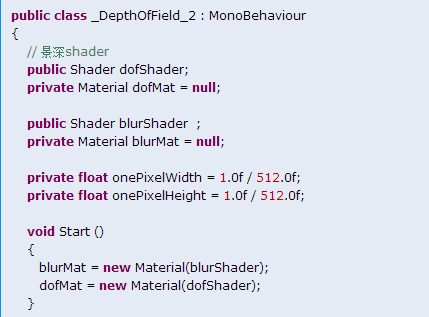 public class _DepthOfField_2 : MonoBehaviour
{
// 景深shader
public Shader dofShader;
private Material dofMat = null;
public Shader blurShader  ;
private Material blurMat = null;
private float onePixelWidth = 1.0f / 512.0f;
private float onePixelHeight = 1.0f / 512.0f;
void Start ()
{
blurMat = new Material(blurShader);
dofMat = new Material(dofShader);
}